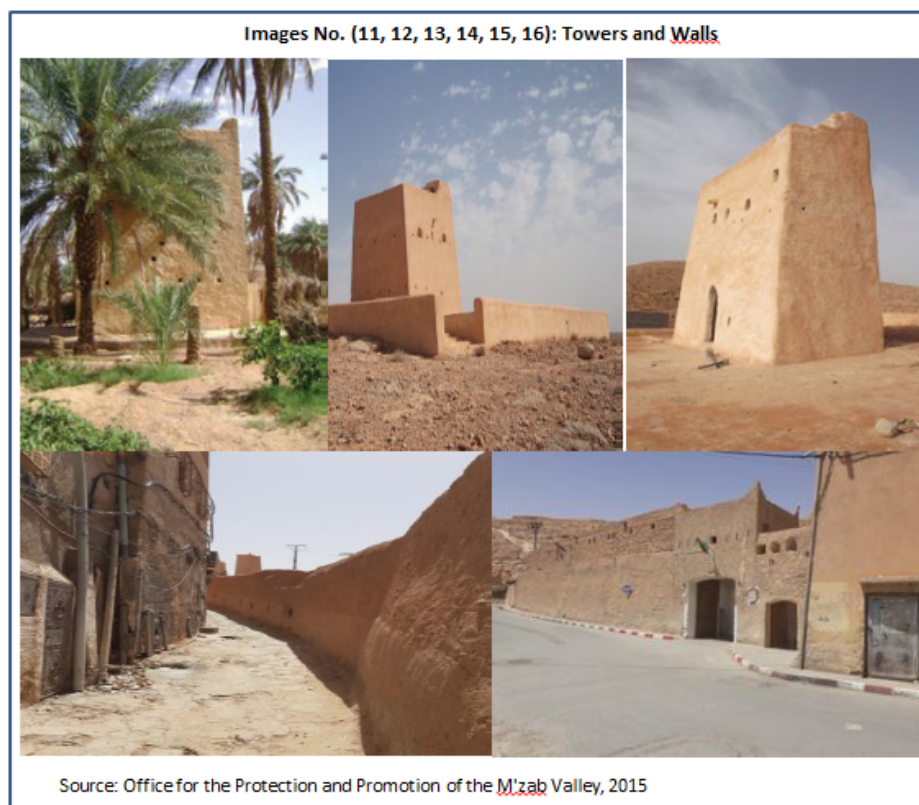 Images No. (11, 12, 13, 14, 15, 16): Towers and Walls
Source: Office for the Protection and Promotion of the M'zab Valley, 2015